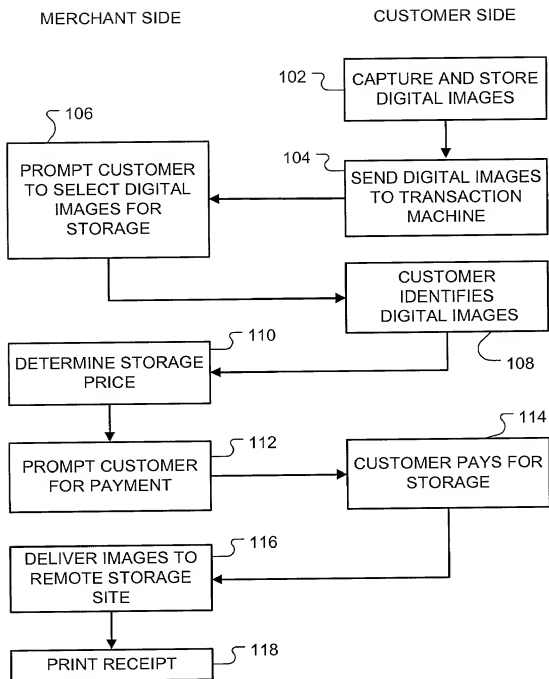 MERCHANT SIDE
CUSTOMER SIDE
102
CAPTURE AND STORE
DIGITAL IMAGES
106
104
PROMPT CUSTOMER
TO SELECT DIGITAL
IMAGES FOR
STORAGE
SEND DIGITAL IMAGES
TO TRANSACTION
MACHINE
CUSTOMER
IDENTIFIES
DIGITAL IMAGES
108
110
DETERMINE STORAGE
PRICE
112
PROMPT CUSTOMER
FOR PAYMENT
114
CUSTOMER PAYS FOR
STORAGE
116
DELIVER IMAGES TO
REMOTE STORAGE
SITE
PRINT RECEIPT
118